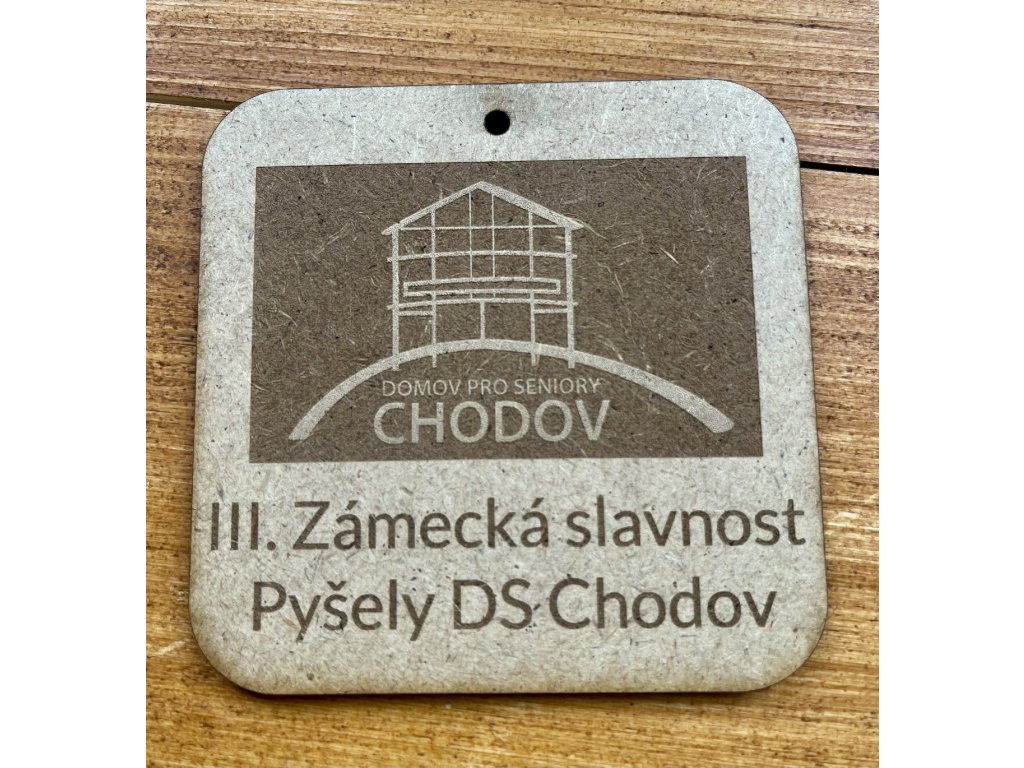 DOMOV PRO SENIORY
CHODOV
III. Zámecká slavnost
Pyšely DS Chodov